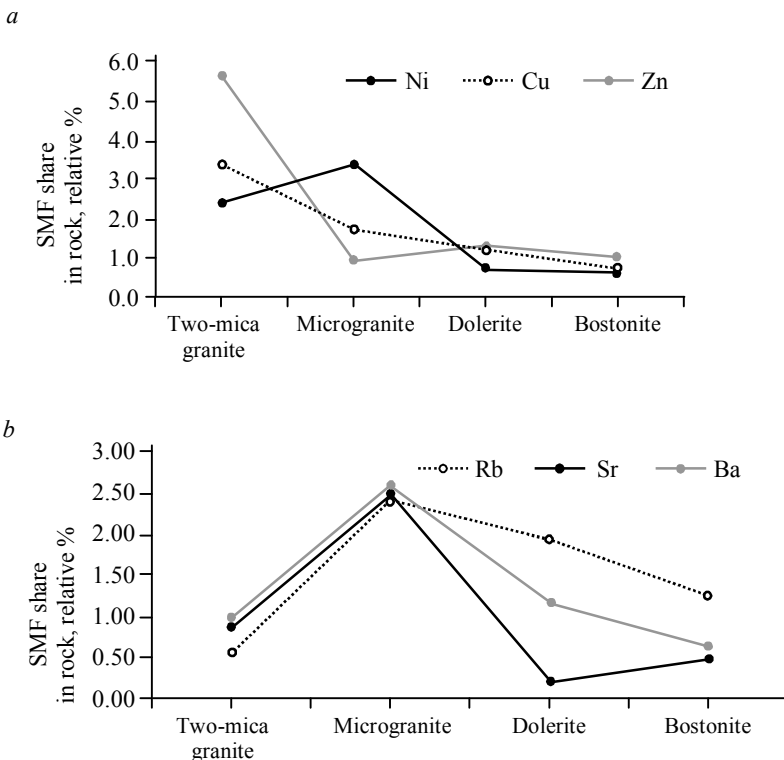 a
SMF share
in rock, relative %
6.0
5.0
4.0
3.0
2.0
1.0
0.0
Ni Cu Zn
Two-mica
granite
Microgranite
Dolerite
Bostonite
b
SMF share
in rock, relative %
3.00
2.50
2.00
1.50
1.00
0.50
0.00
Rb Sr Ba
Two-mica
granite
Microgranite
Dolerite
Bostonite